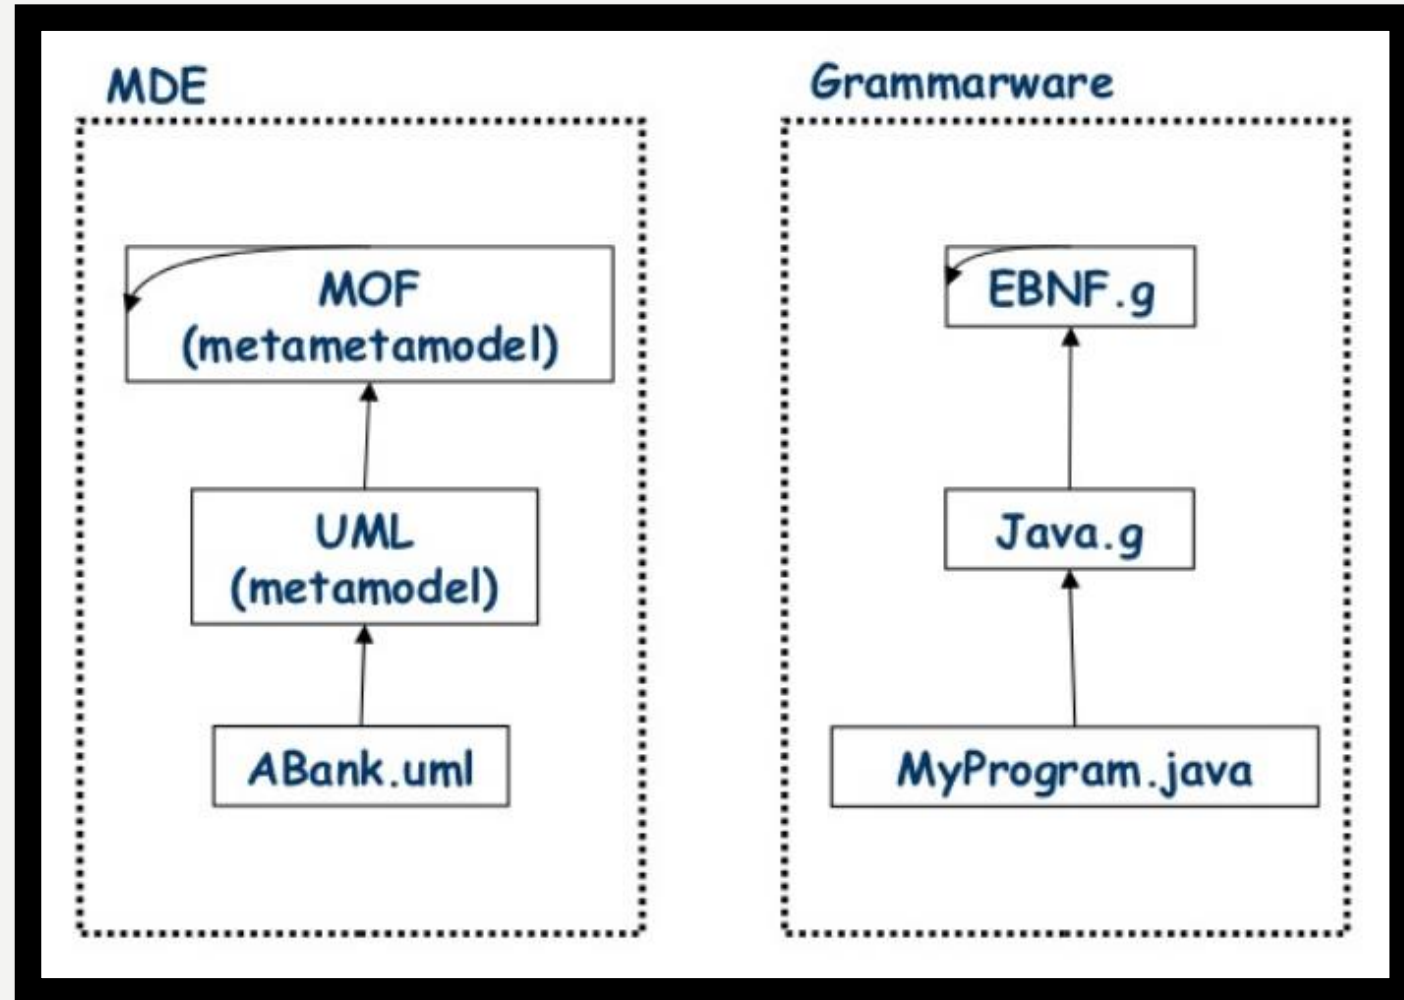 MDE
MOF
(metametamodel)
UML
(metamodel)
ABank.uml
Grammarware
EBNF.g
Java.g
MyProgram.java